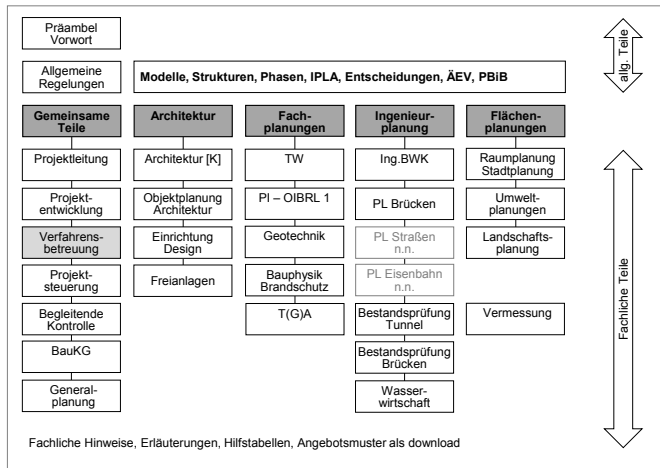 Präambel
Vorwort
Allgemeine
Regelungen
Modelle, Strukturen, Phasen, IPLA, Entscheidungen, ÄEV, PBiB
allg. Teile
Gemeinsame
Teile
Architektur
Fach-
planungen
Ingenieur-
planung
Flächen-
planungen
Projektleitung
Architektur [K]
TW
Ing.BWK
Raumplanung
Stadtplanung
Projekt-
entwicklung
Objektplanung
Architektur
PI – OIBRL 1
PL Brücken
Umwelt-
planungen
Verfahrens-
betreuung
Einrichtung
Design
Geotechnik
PL Straßen
n.n.
Landschafts-
planung
Projekt-
steuerung
Freianlagen
Bauphysik
Brandschutz
PL Eisenbahn
n.n.
Begleitende
Kontrolle
T(G)A
Bestandsprüfung
Tunnel
Vermessung
BauKG
Bestandsprüfung
Brücken
General-
planung
Wasser-
wirtschaft
Fachliche Teile
Fachliche Hinweise, Erläuterungen, Hilfstabellen, Angebotsmuster als download